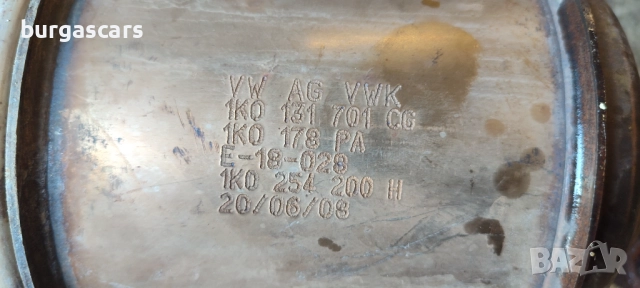 burgascars
VW AG VWK
1K0 131 701 CG
1K0 178 PA
E-18-028
1K0 254 200 H
20/06/08
BAZAR